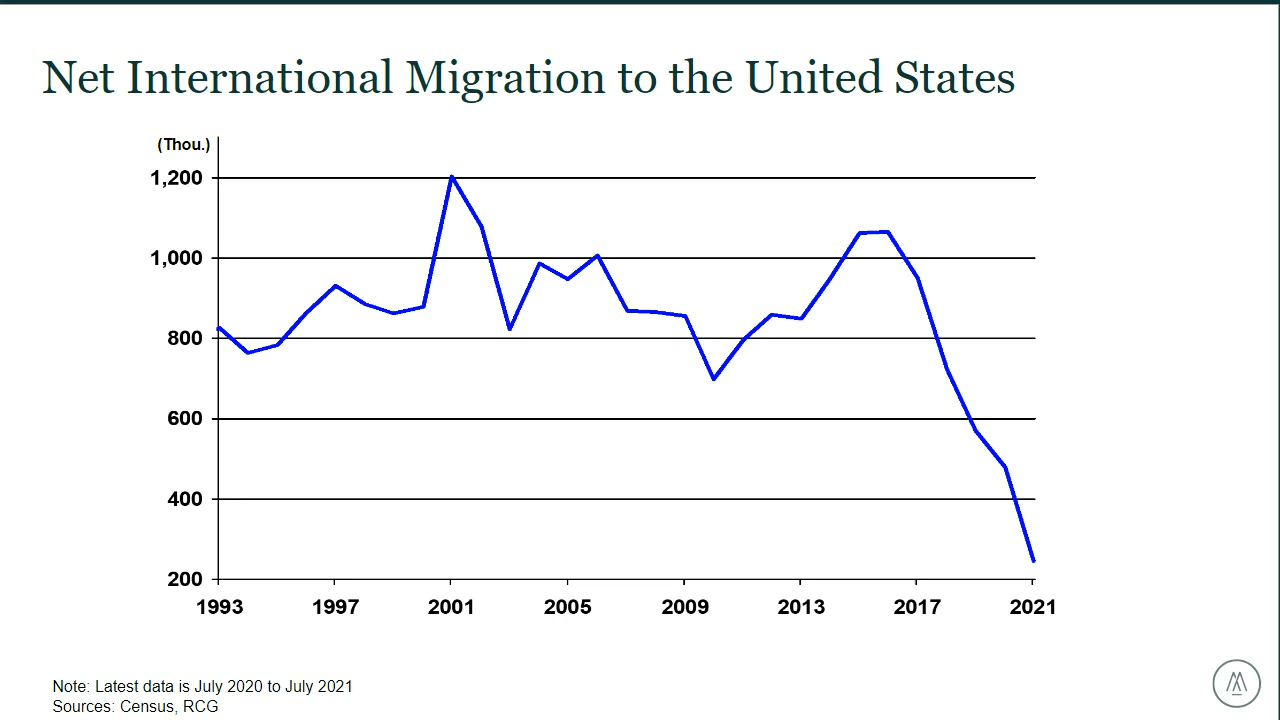 Net International Migration to the United States
(Thou.)
1,200
1,000
800
600
400
200
1993 1997 2001 2005 2009 2013 2017 2021
Note: Latest data is July 2020 to July 2021
Sources: Census, RCG